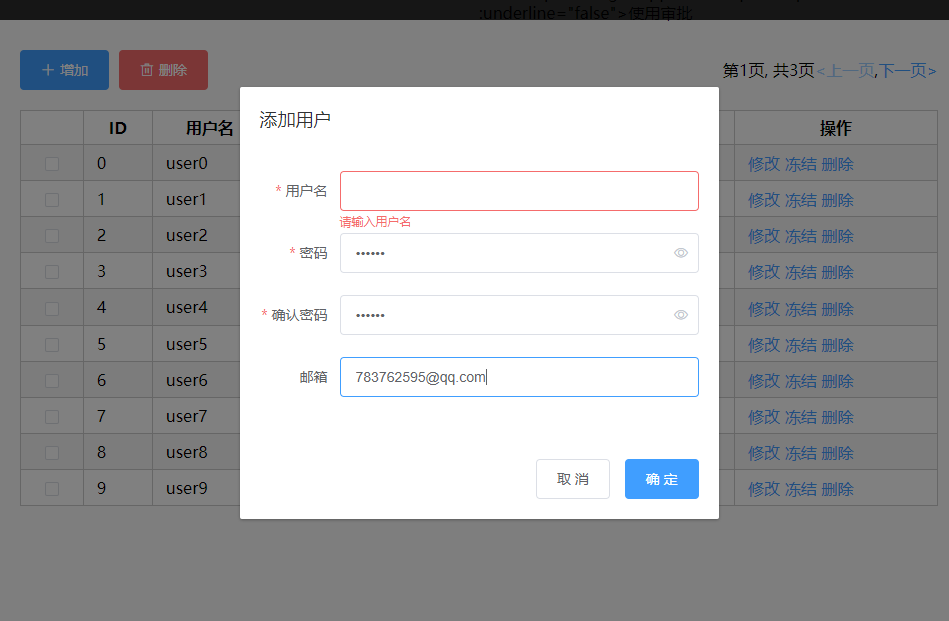 :underline="false">使用审批
增加 删除 第1页, 共3页<上一页,下一页>
添加用户
ID 用户名 操作
0 user0 修改 冻结 删除
1 user1 修改 冻结 删除
2 user2 修改 冻结 删除
3 user3 修改 冻结 删除
4 user4 修改 冻结 删除
5 user5 修改 冻结 删除
6 user6 修改 冻结 删除
7 user7 修改 冻结 删除
8 user8 修改 冻结 删除
9 user9 修改 冻结 删除
* 用户名
请输入用户名
* 密码 ••••••
* 确认密码 ••••••
邮箱 783762595@qq.com
取 消 确 定